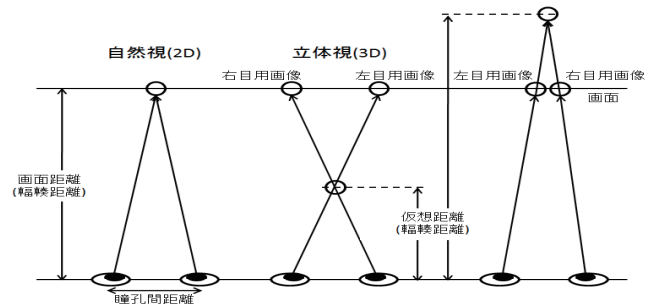 自然視(2D)
立体視(3D)
右目用画像
左目用画像
左目用画像
右目用画像
画面
画面距離
(輻輳距離)
仮想距離
(輻輳距離)
瞳孔間距離